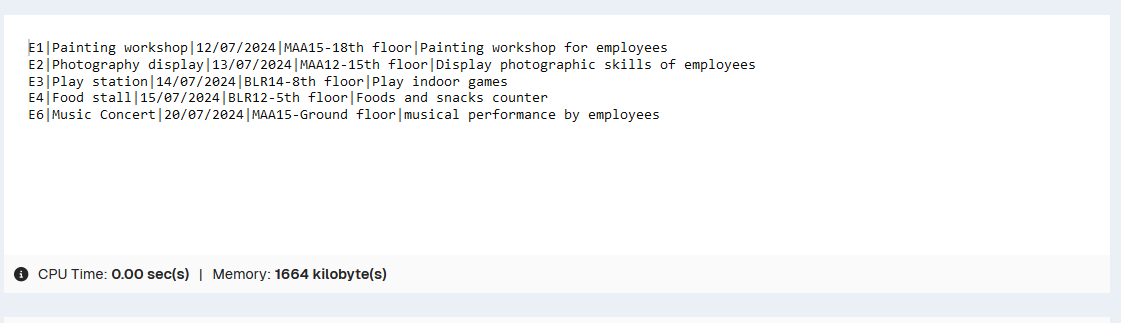 E1|Painting workshop|12/07/2024|MAA15-18th floor|Painting workshop for employees
E2|Photography display|13/07/2024|MAA12-15th floor|Display photographic skills of employees
E3|Play station|14/07/2024|BLR14-8th floor|Play indoor games
E4|Food stall|15/07/2024|BLR12-5th floor|Foods and snacks counter
E6|Music Concert|20/07/2024|MAA15-Ground floor|musical performance by employees
CPU Time: 0.00 sec(s) | Memory: 1664 kilobyte(s)